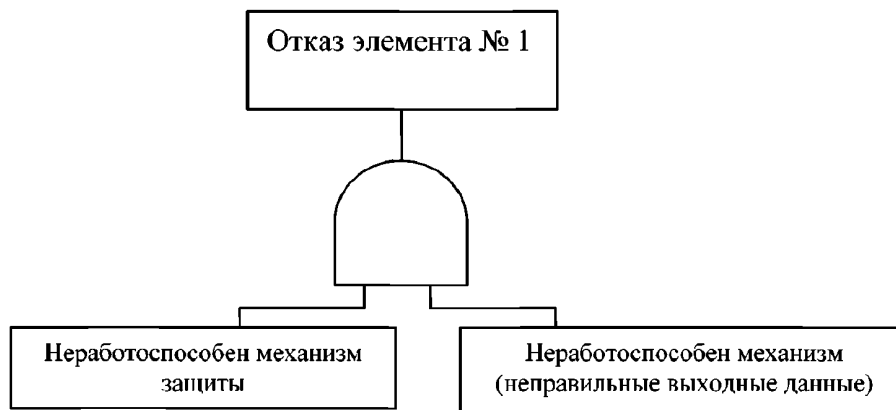 Отказ элемента № 1
Неработоспособен механизм
защиты
Неработоспособен механизм
(неправильные выходные данные)